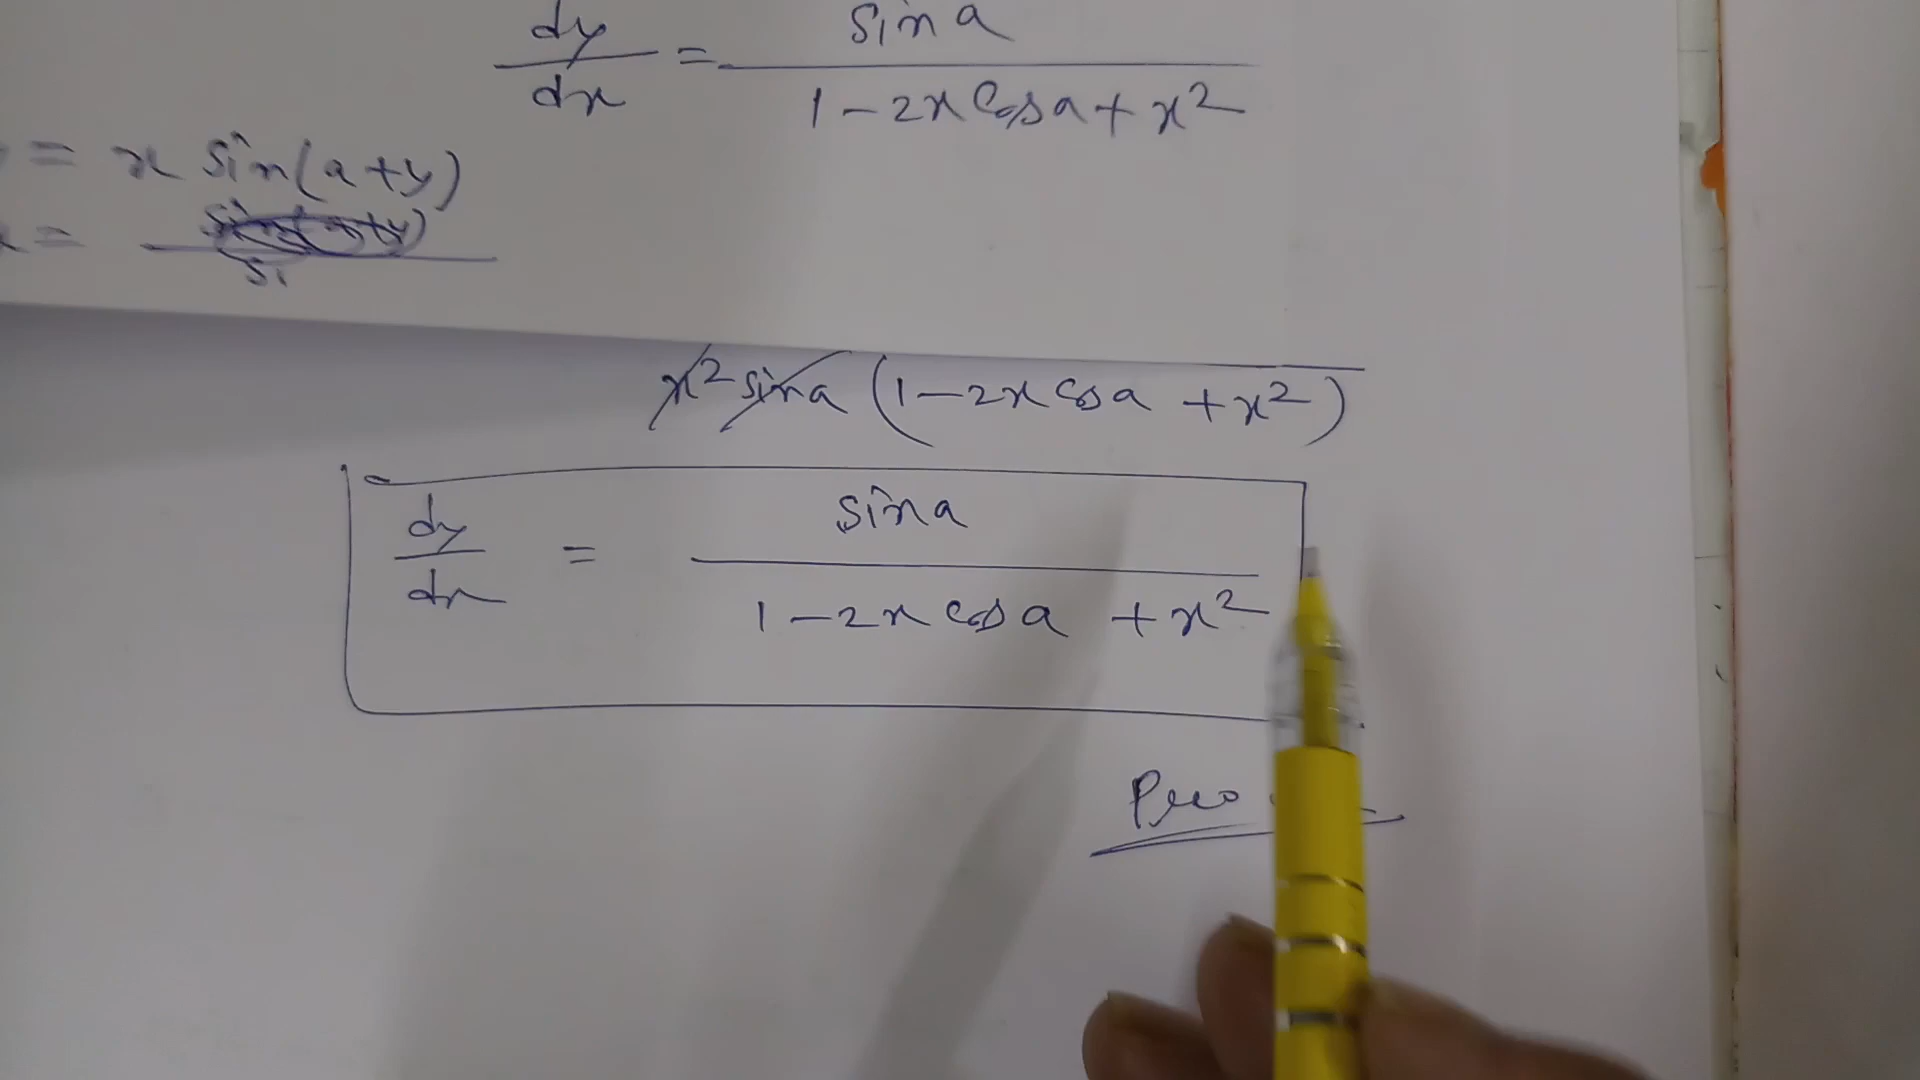 dy/dx = sin a / 1 - 2x Cos a + x²
= x sin(a+y)
=
x² sin a (1 - 2x cos a + x²)
dy/dx = sin a / 1 - 2x cos a + x²